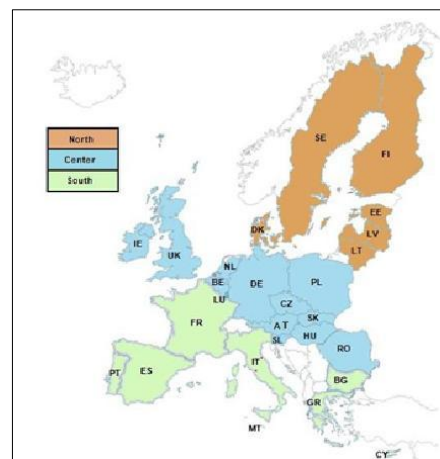 North
Center
South
SE
FI
EE
LV
LT
DK
IE
UK
NL
BE
LU
DE
PL
CZ
SK
AT
HU
SL
RO
FR
IT
PT
ES
BG
GR
MT
CY